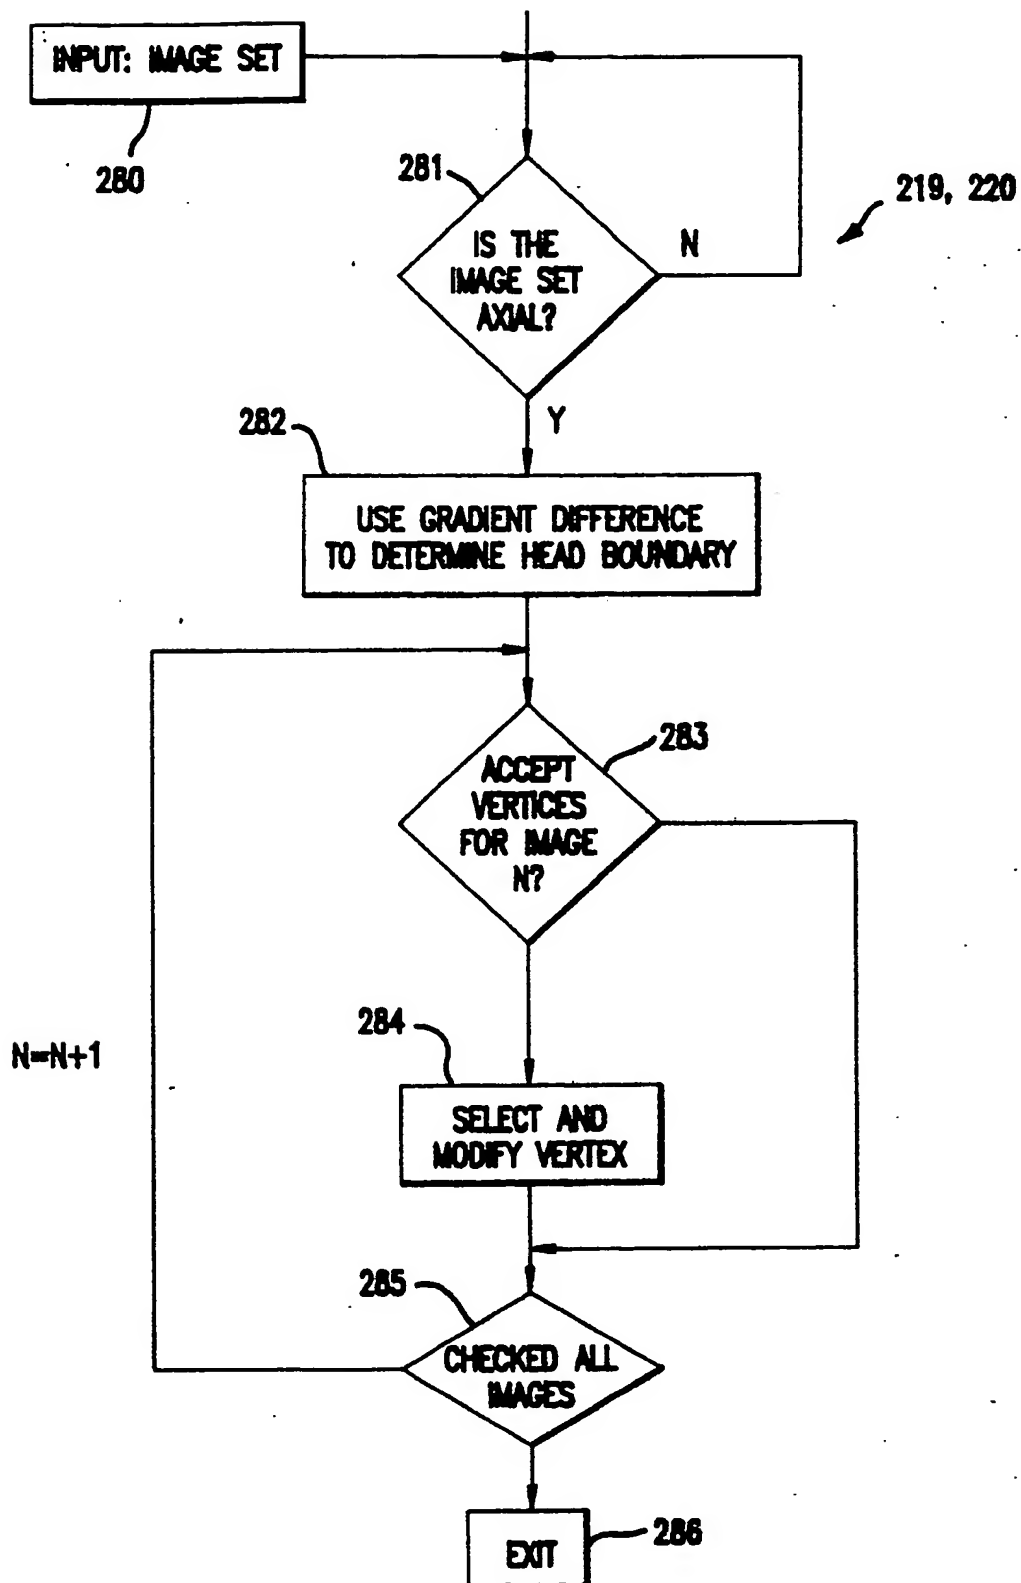 INPUT: IMAGE SET
280
281
219, 220
IS THE
IMAGE SET
AXIAL?
N
Y
282
USE GRADIENT DIFFERENCE
TO DETERMINE HEAD BOUNDARY
283
ACCEPT
VERTICES
FOR IMAGE
N?
284
N=N+1
SELECT AND
MODIFY VERTEX
285
CHECKED ALL
IMAGES
286
EXIT